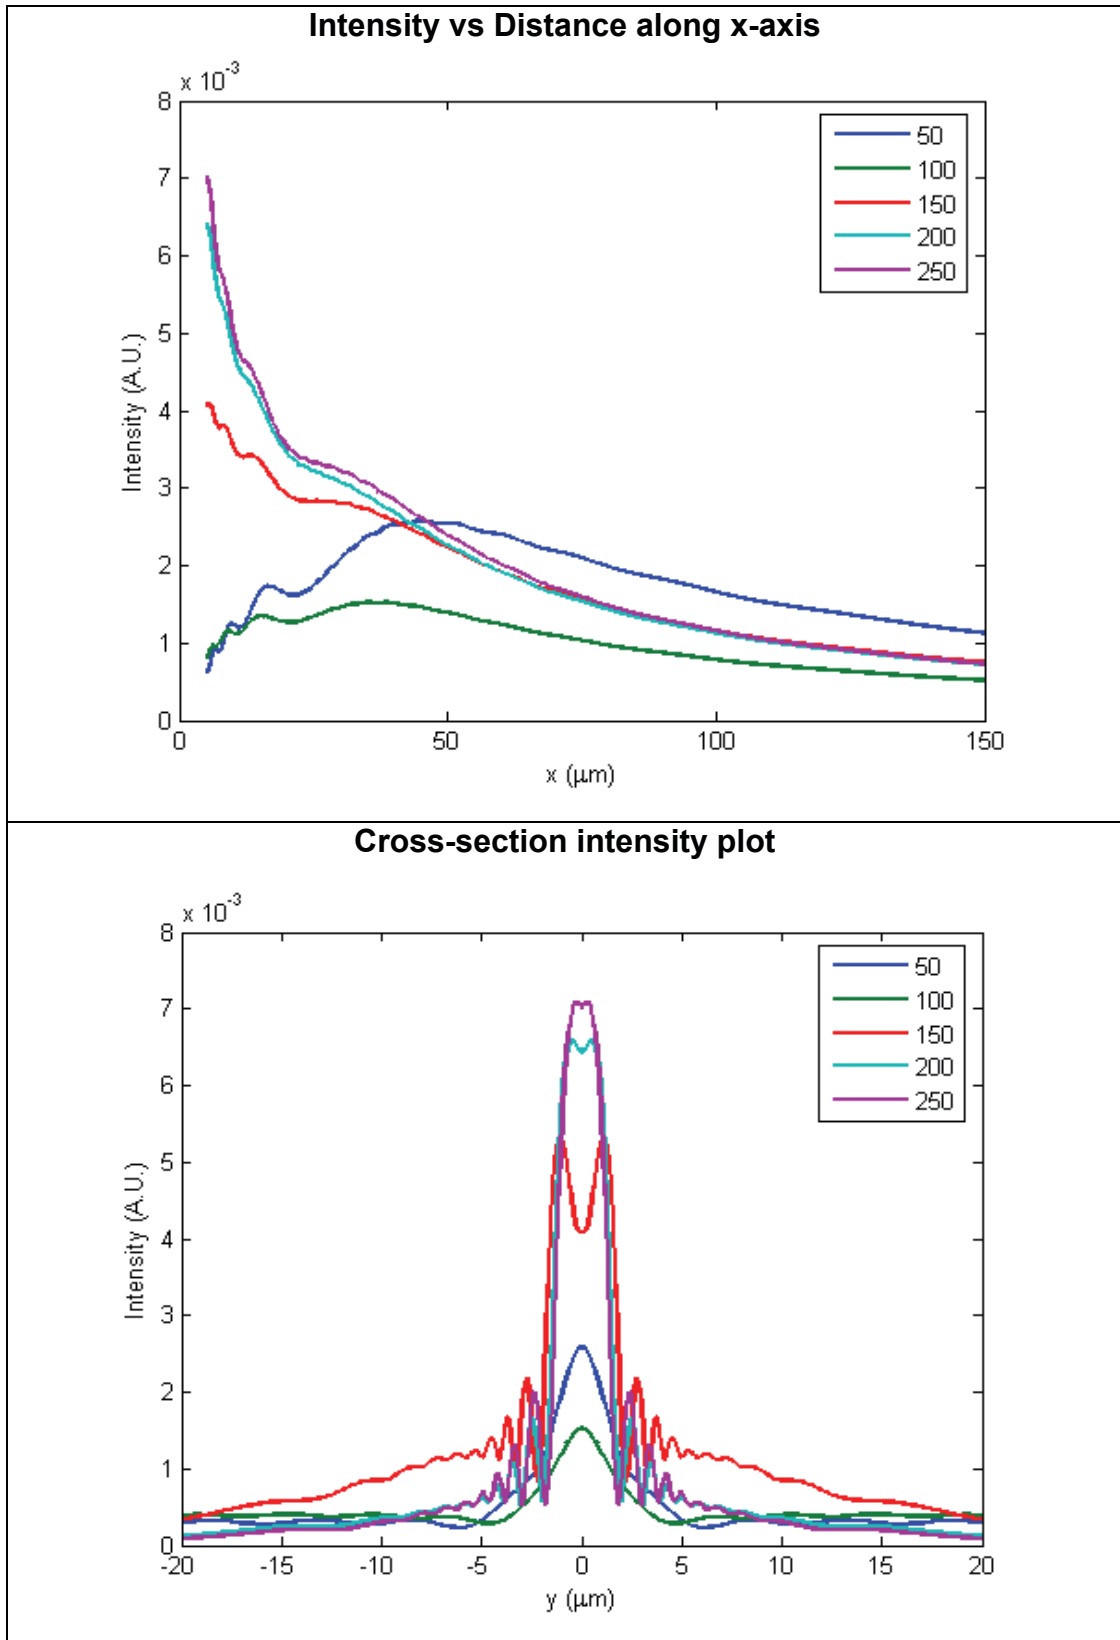 Intensity vs Distance along x-axis
x 10^-3
8
7
6
5
4
3
2
1
0
Intensity (A.U.)
0 50 100 150
x (μm)
50
100
150
200
250
Cross-section intensity plot
x 10^-3
8
7
6
5
4
3
2
1
0
Intensity (A.U.)
-20 -15 -10 -5 0 5 10 15 20
y (μm)
50
100
150
200
250